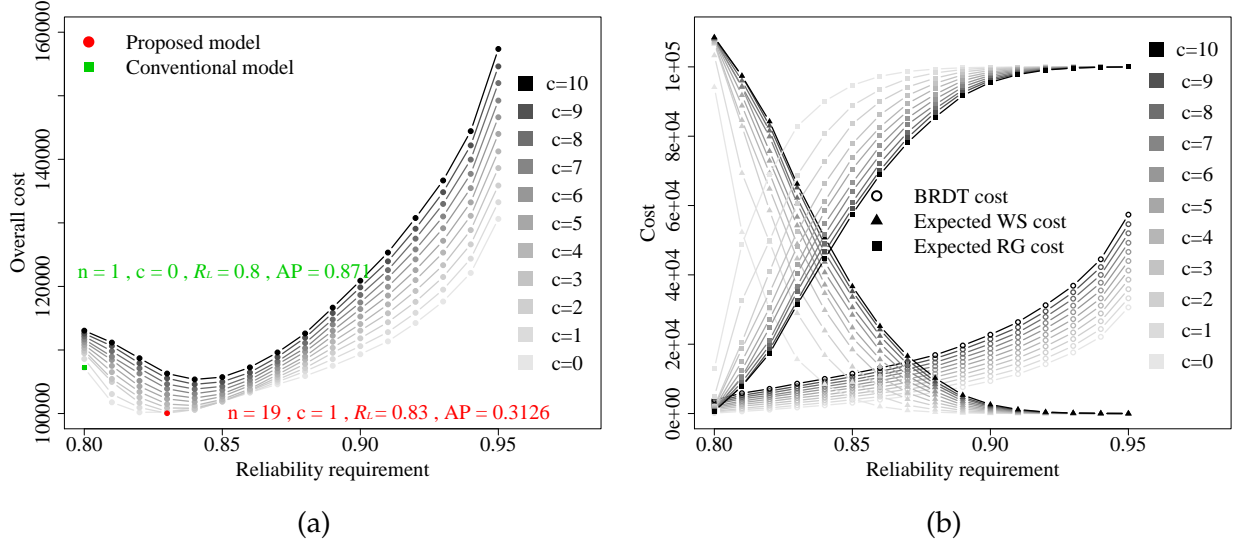 Proposed model
Conventional model
Overall cost
160000
140000
120000
100000
c=10
c=9
c=8
c=7
c=6
c=5
c=4
c=3
c=2
c=1
c=0
n = 1 , c = 0 , R_L = 0.8 , AP = 0.871
n = 19 , c = 1 , R_L = 0.83 , AP = 0.3126
0.80 0.85 0.90 0.95
Reliability requirement
(a)
Cost
1e+05
8e+04
6e+04
4e+04
2e+04
0e+00
BRDT cost
Expected WS cost
Expected RG cost
c=10
c=9
c=8
c=7
c=6
c=5
c=4
c=3
c=2
c=1
c=0
0.80 0.85 0.90 0.95
Reliability requirement
(b)